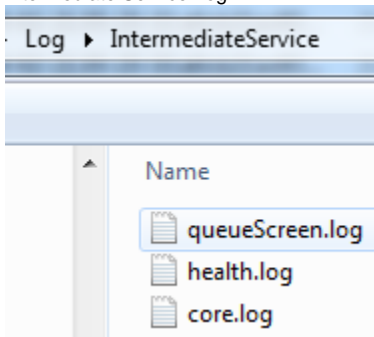 Log ▸ IntermediateService
Name
queueScreen.log
health.log
core.log